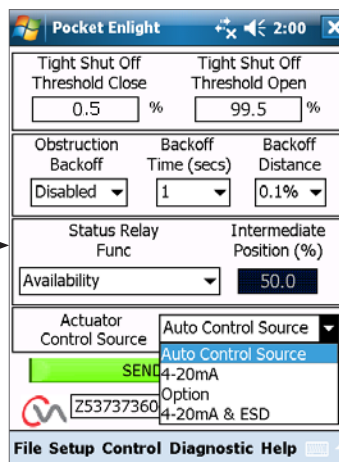 Pocket Enlight 2:00
Tight Shut Off Threshold Close
Tight Shut Off Threshold Open
0.5 %
99.5 %
Obstruction Backoff
Backoff Time (secs)
Backoff Distance
Disabled
1
0.1%
Status Relay Func
Intermediate Position (%)
Availability
50.0
Actuator Control Source
Auto Control Source
Auto Control Source
4-20mA
Option
4-20mA & ESD
SEND
Z53737360
File Setup Control Diagnostic Help